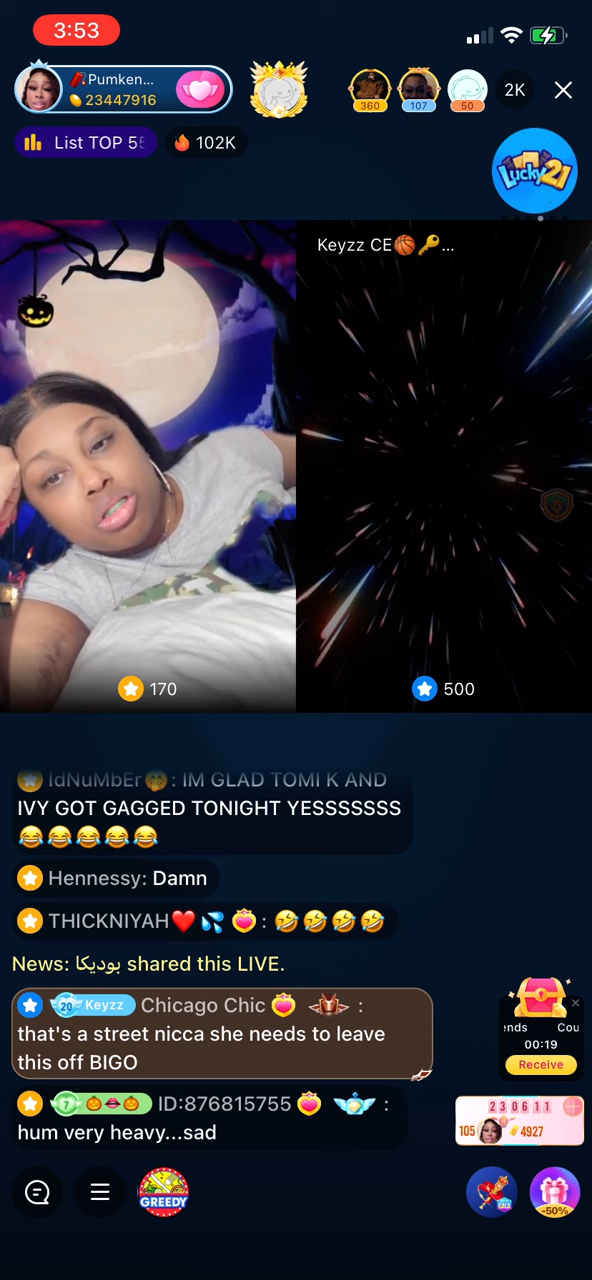 3:53
Pumken...
23447916
360
107
50
2K
List TOP 55
102K
Lucky21
Keyzz CE🏀🔑...
170
500
IdNuMbEr🤭: IM GLAD TOMI K AND
IVY GOT GAGGED TONIGHT YESSSSSSS
😂😂😂😂😂
Hennessy: Damn
THICKNIYAH❤️💦: 🤣🤣🤣🤣
News: بوديكا shared this LIVE.
20 Keyzz Chicago Chic :
that's a street nicca she needs to leave
this off BIGO
7 🎃👄🎃 ID:876815755 :
hum very heavy...sad
ends Cou
00:19
Receive
230611
105 4927
GREEDY
-50%